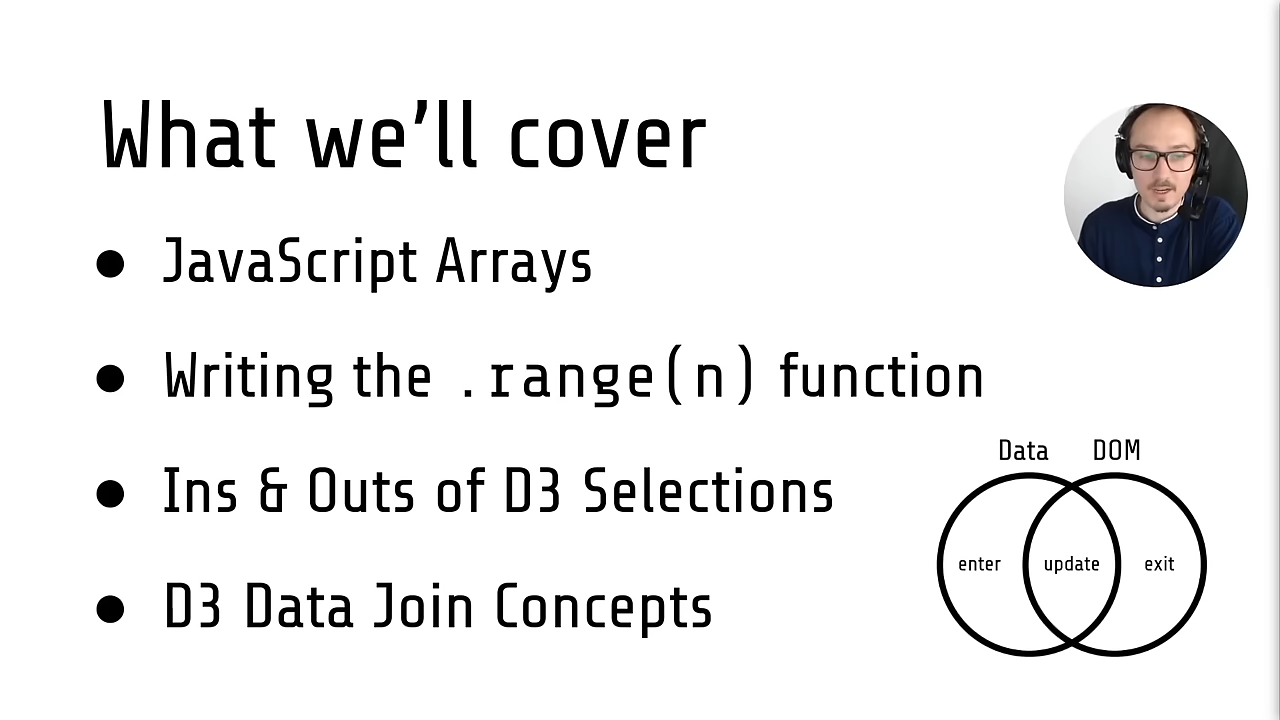 What we’ll cover
● JavaScript Arrays
● Writing the .range(n) function
● Ins & Outs of D3 Selections
● D3 Data Join Concepts
Data DOM
enter update exit